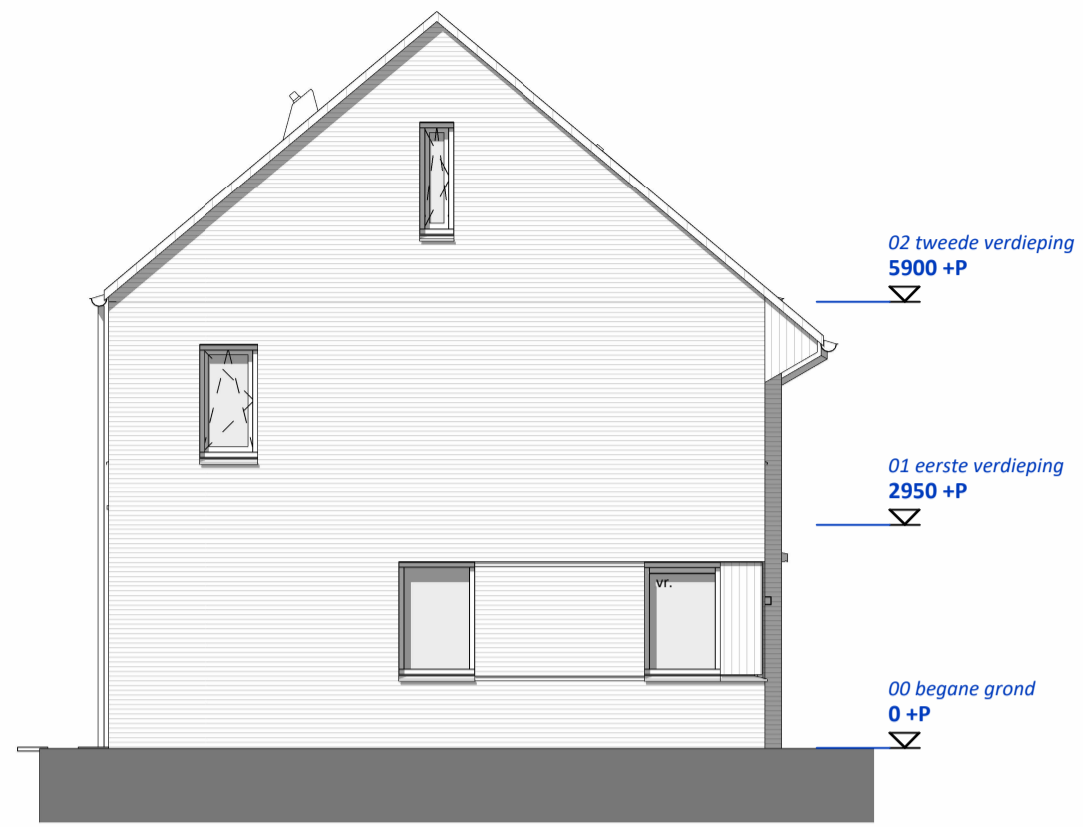 02 tweede verdieping
5900 +P
01 eerste verdieping
2950 +P
vr.
00 begane grond
0 +P